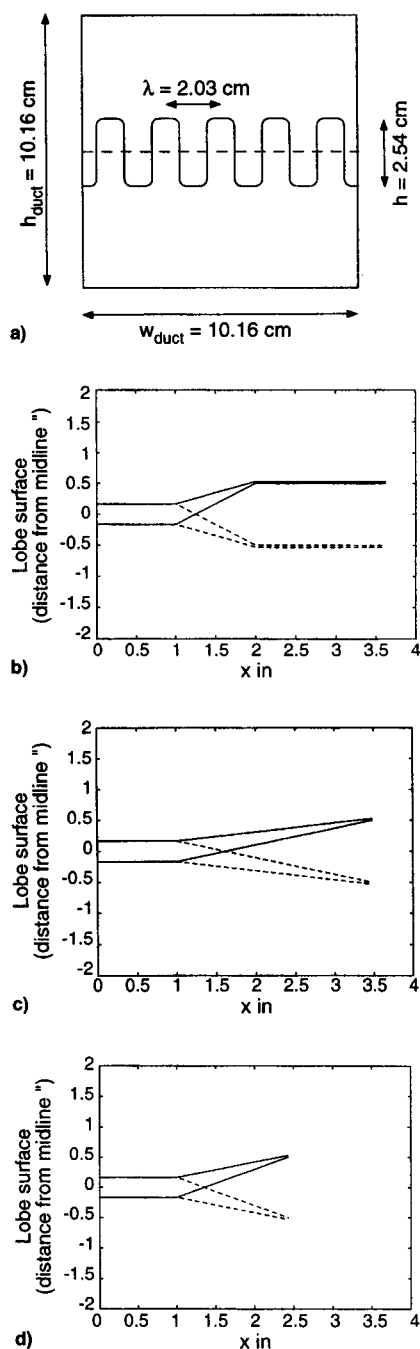 λ = 2.03 cm
h_duct = 10.16 cm
h = 2.54 cm
w_duct = 10.16 cm
a)
2
1.5
1
0.5
0
-0.5
-1
-1.5
-2
Lobe surface
(distance from midline ")
0 0.5 1 1.5 2 2.5 3 3.5 4
x in
b)
2
1.5
1
0.5
0
-0.5
-1
-1.5
-2
Lobe surface
(distance from midline ")
0 0.5 1 1.5 2 2.5 3 3.5 4
x in
c)
2
1.5
1
0.5
0
-0.5
-1
-1.5
-2
Lobe surface
(distance from midline ")
0 0.5 1 1.5 2 2.5 3 3.5 4
x in
d)